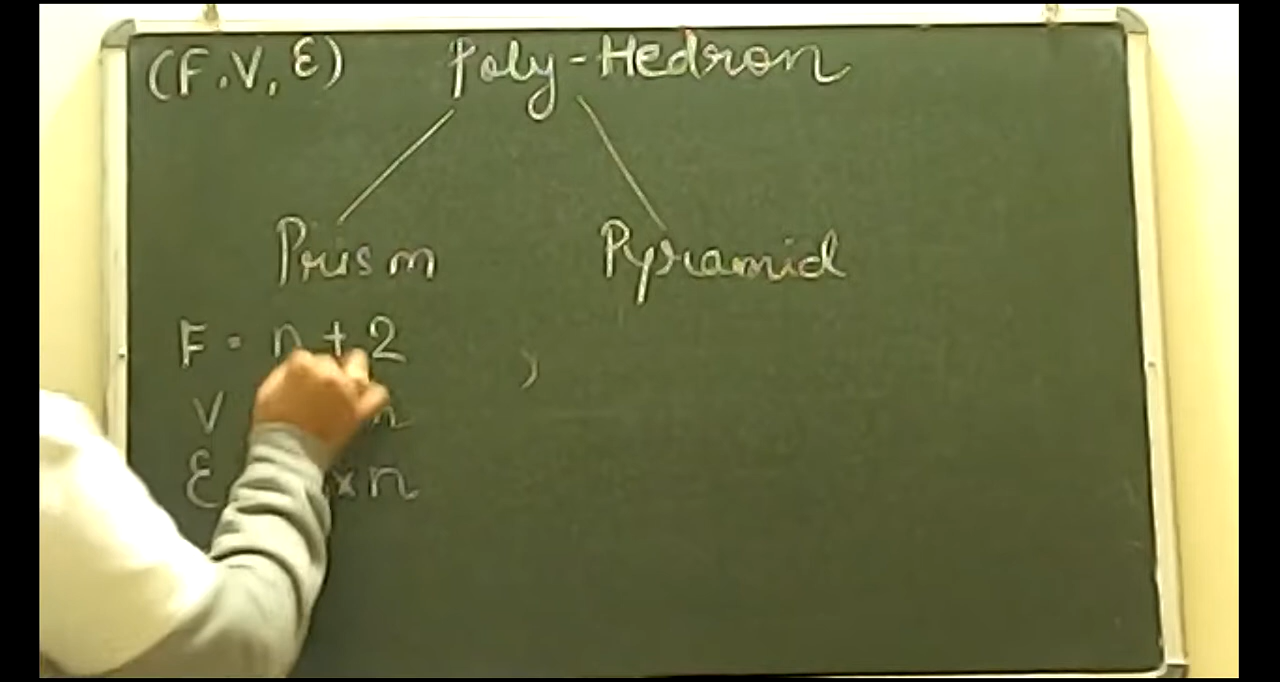 (F, V, E) Poly-Hedron
Prism Pyramid
F = n + 2
V n
E × n